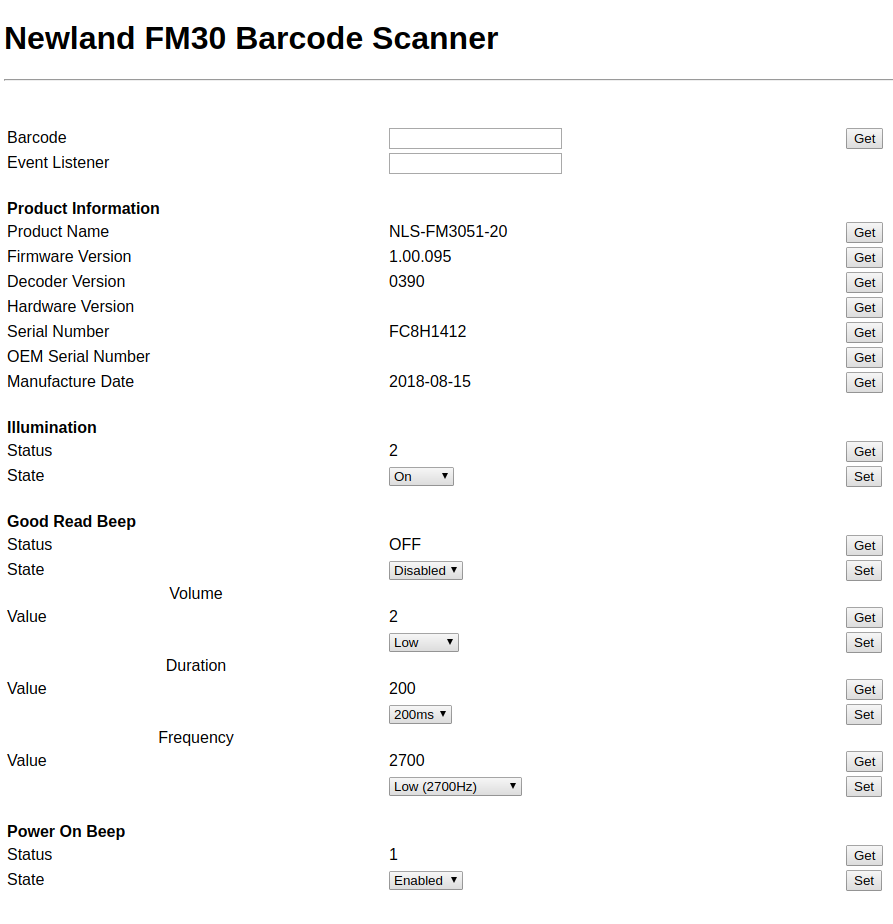 Newland FM30 Barcode Scanner
Barcode Get
Event Listener
Product Information
Product Name NLS-FM3051-20 Get
Firmware Version 1.00.095 Get
Decoder Version 0390 Get
Hardware Version Get
Serial Number FC8H1412 Get
OEM Serial Number Get
Manufacture Date 2018-08-15 Get
Illumination
Status 2 Get
State On Set
Good Read Beep
Status OFF Get
State Disabled Set
Volume
Value 2 Get
Low Set
Duration
Value 200 Get
200ms Set
Frequency
Value 2700 Get
Low (2700Hz) Set
Power On Beep
Status 1 Get
State Enabled Set